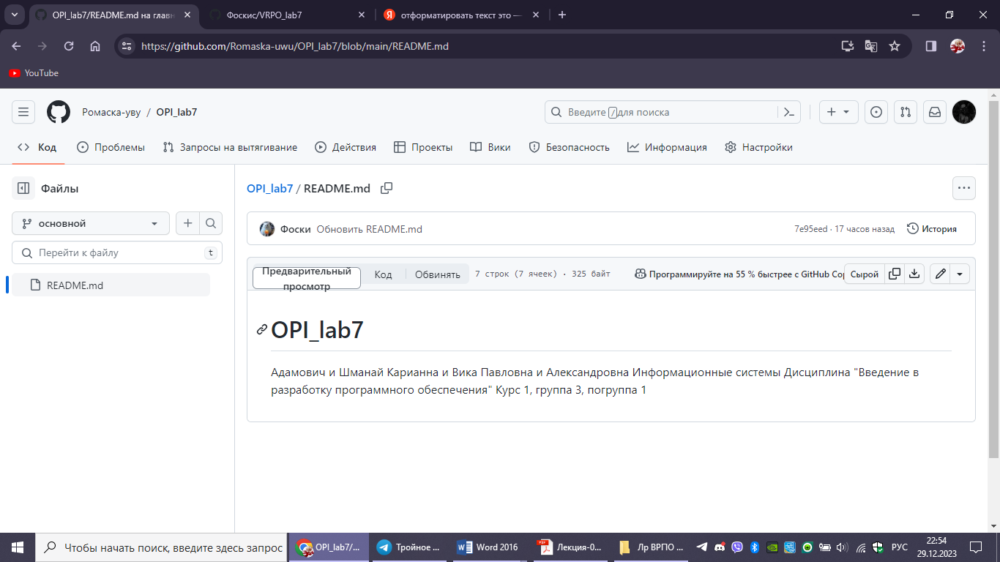 OPI_lab7/README.md на главн
Фоскис/VRPO_lab7
отформатировать текст это —
https://github.com/Romaska-uwu/OPI_lab7/blob/main/README.md
YouTube
Ромаска-уву / OPI_lab7
Введите / для поиска
Код
Проблемы
Запросы на вытягивание
Действия
Проекты
Вики
Безопасность
Информация
Настройки
Файлы
основной
Перейти к файлу
t
README.md
OPI_lab7 / README.md
Фоски Обновить README.md
7e95eed · 17 часов назад
История
Предварительный
просмотр
Код
Обвинять
7 строк (7 ячеек) · 325 байт
Программируйте на 55 % быстрее с GitHub Cop
Сырой
OPI_lab7
Адамович и Шманай Карианна и Вика Павловна и Александровна Информационные системы Дисциплина "Введение в
разработку программного обеспечения" Курс 1, группа 3, погруппа 1
Чтобы начать поиск, введите здесь запрос
OPI_lab7/...
Тройное ...
Word 2016
Лекция-0...
Лр ВРПО ...
РУС
22:54
29.12.2023